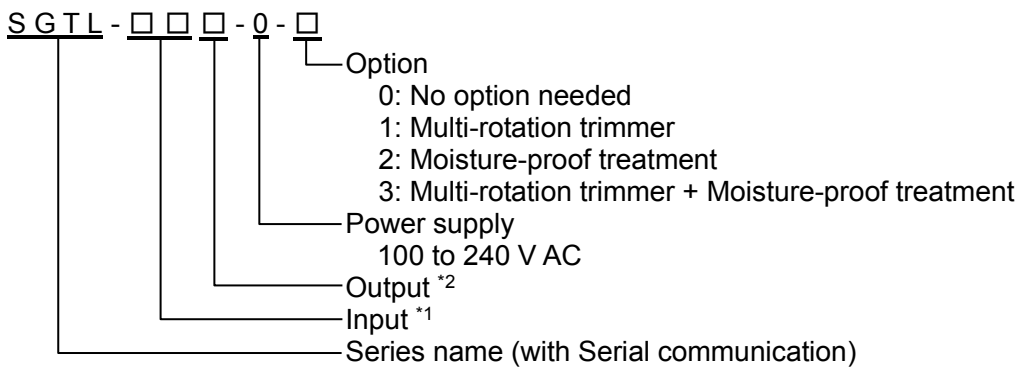 SGTL - □ □ □ - 0 - □
Option
0: No option needed
1: Multi-rotation trimmer
2: Moisture-proof treatment
3: Multi-rotation trimmer + Moisture-proof treatment
Power supply
100 to 240 V AC
Output *2
Input *1
Series name (with Serial communication)